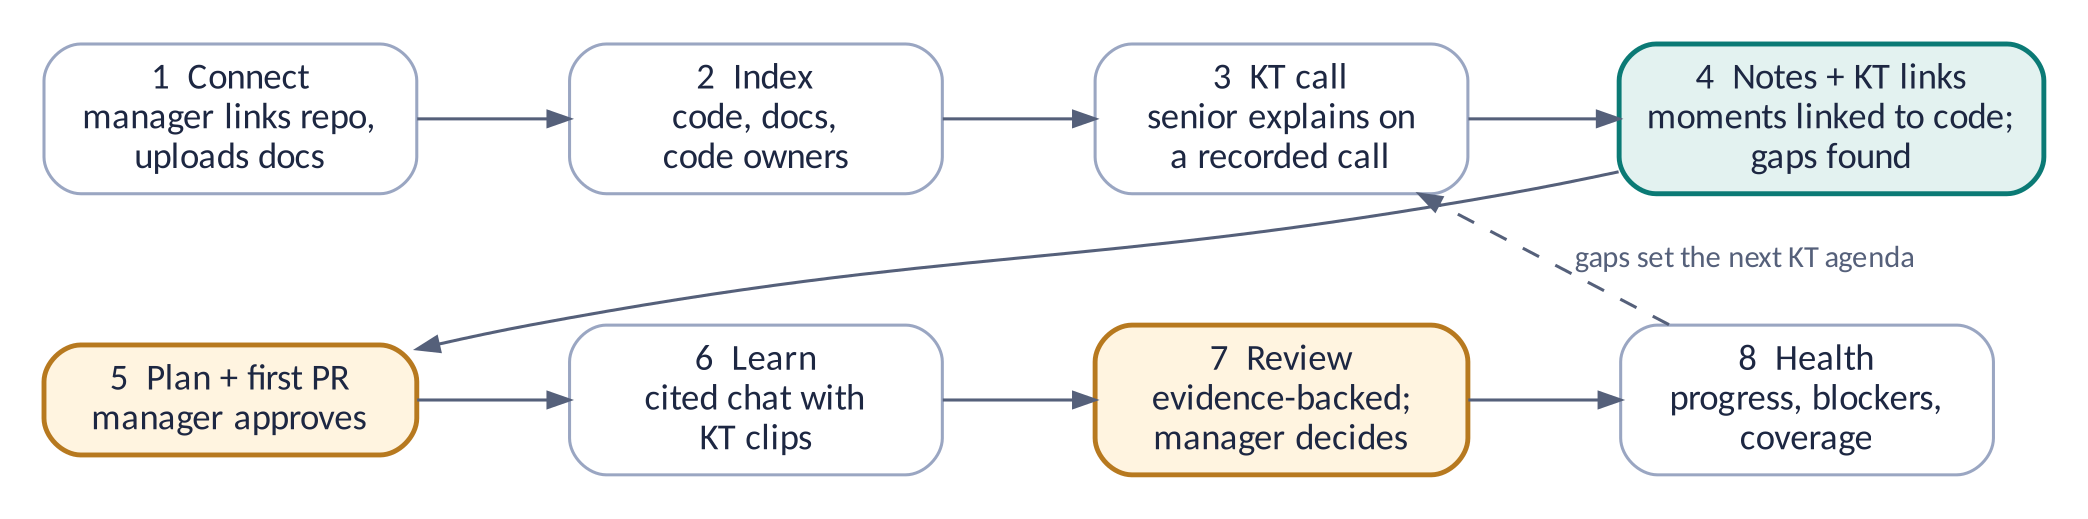 1  Connect
manager links repo,
uploads docs
2  Index
code, docs,
code owners
3  KT call
senior explains on
a recorded call
4  Notes + KT links
moments linked to code;
gaps found
gaps set the next KT agenda
5  Plan + first PR
manager approves
6  Learn
cited chat with
KT clips
7  Review
evidence-backed;
manager decides
8  Health
progress, blockers,
coverage